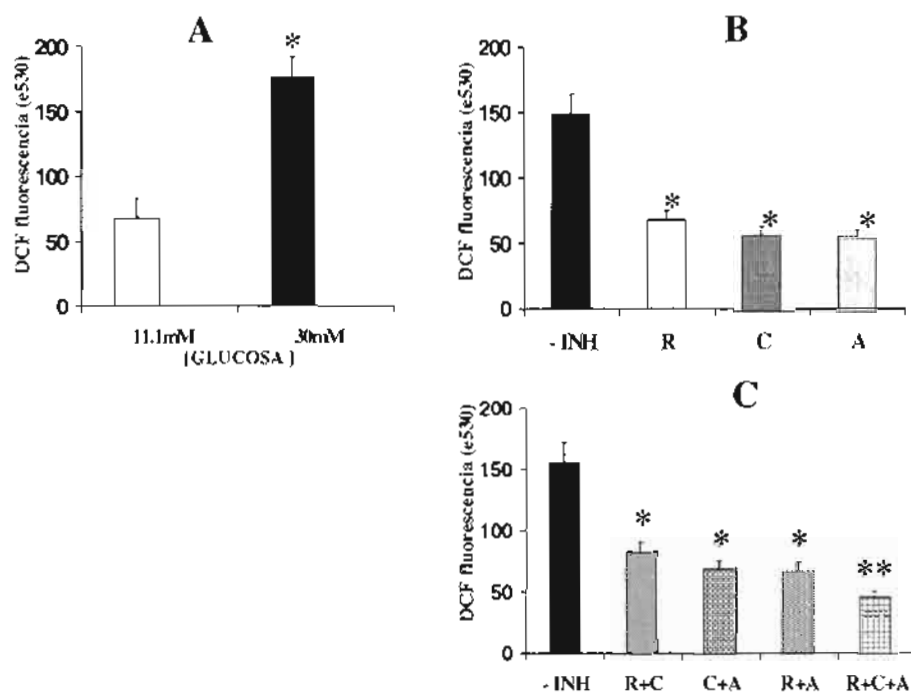 A
DCF fluorescencia (e530)
200
150
100
50
0
*
11.1mM 30mM
[GLUCOSA]
B
DCF fluorescencia (e530)
200
150
100
50
0
* * *
- INH R C A
C
DCF fluorescencia (e530)
200
150
100
50
0
* * * **
- INH R+C C+A R+A R+C+A